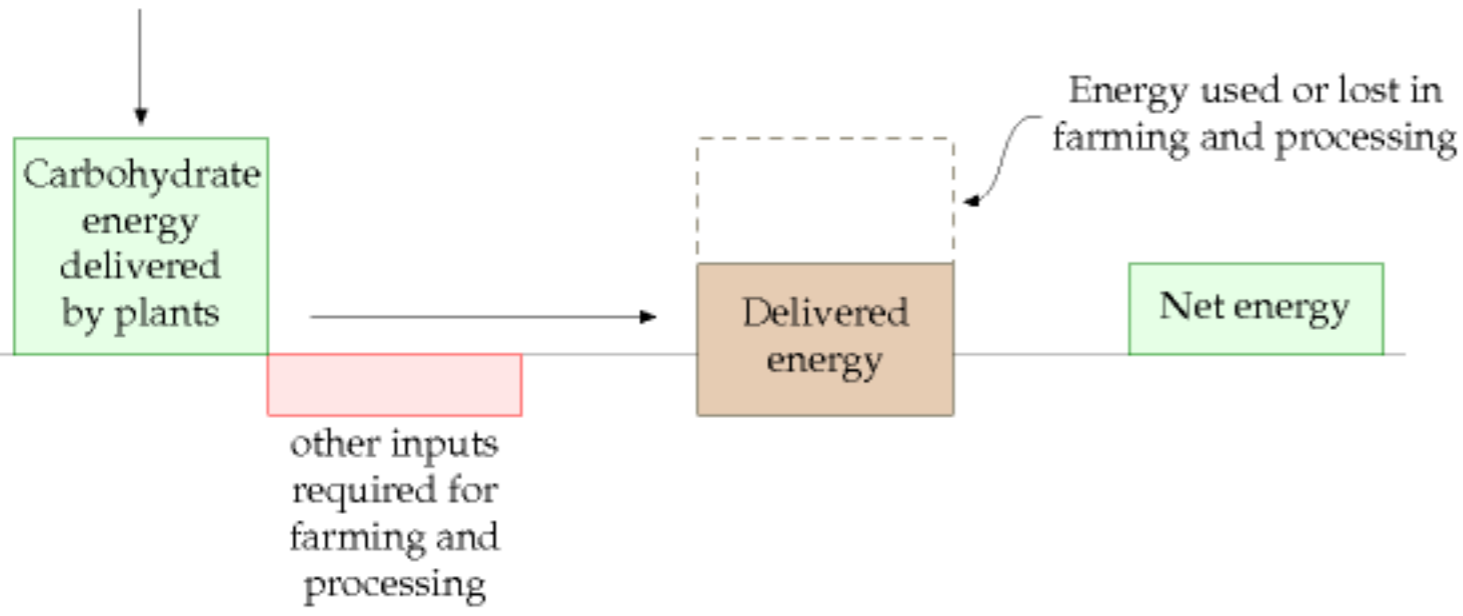 Carbohydrate
energy
delivered
by plants
other inputs
required for
farming and
processing
Delivered
energy
Energy used or lost in
farming and processing
Net energy